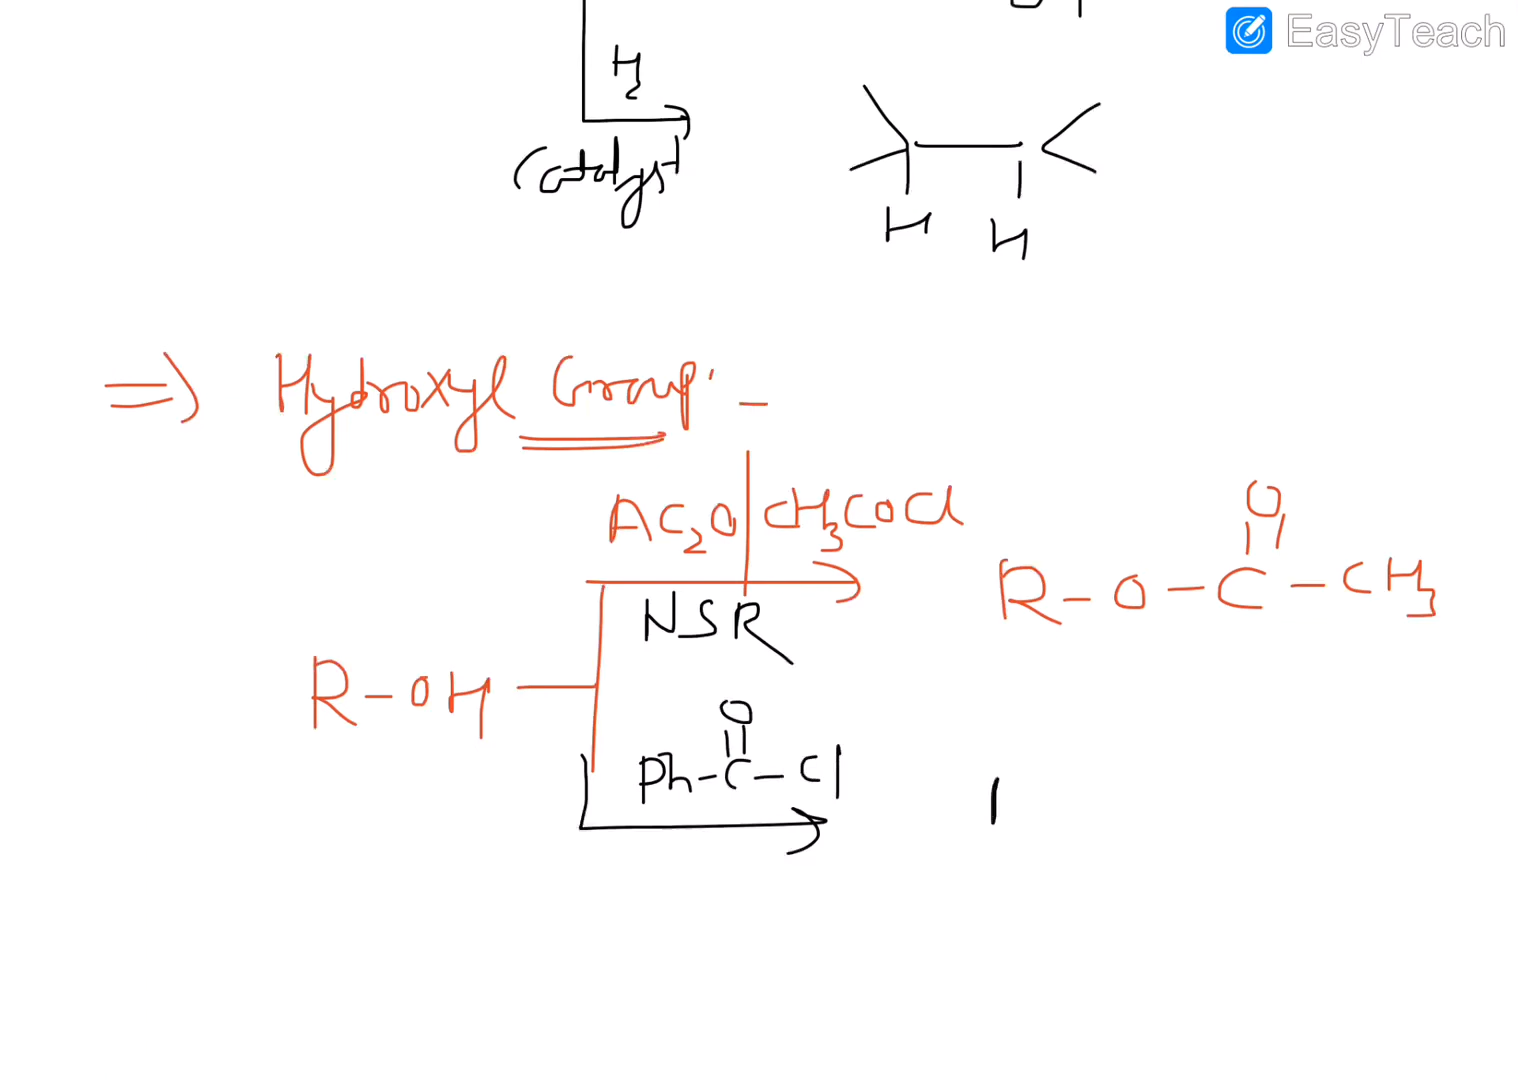 EasyTeach
H2
Catalyst
H H
=> Hydroxyl Group -
AC2O | CH3COCl
O
R-O-C-CH3
NSR
R-OH
O
Ph-C-Cl